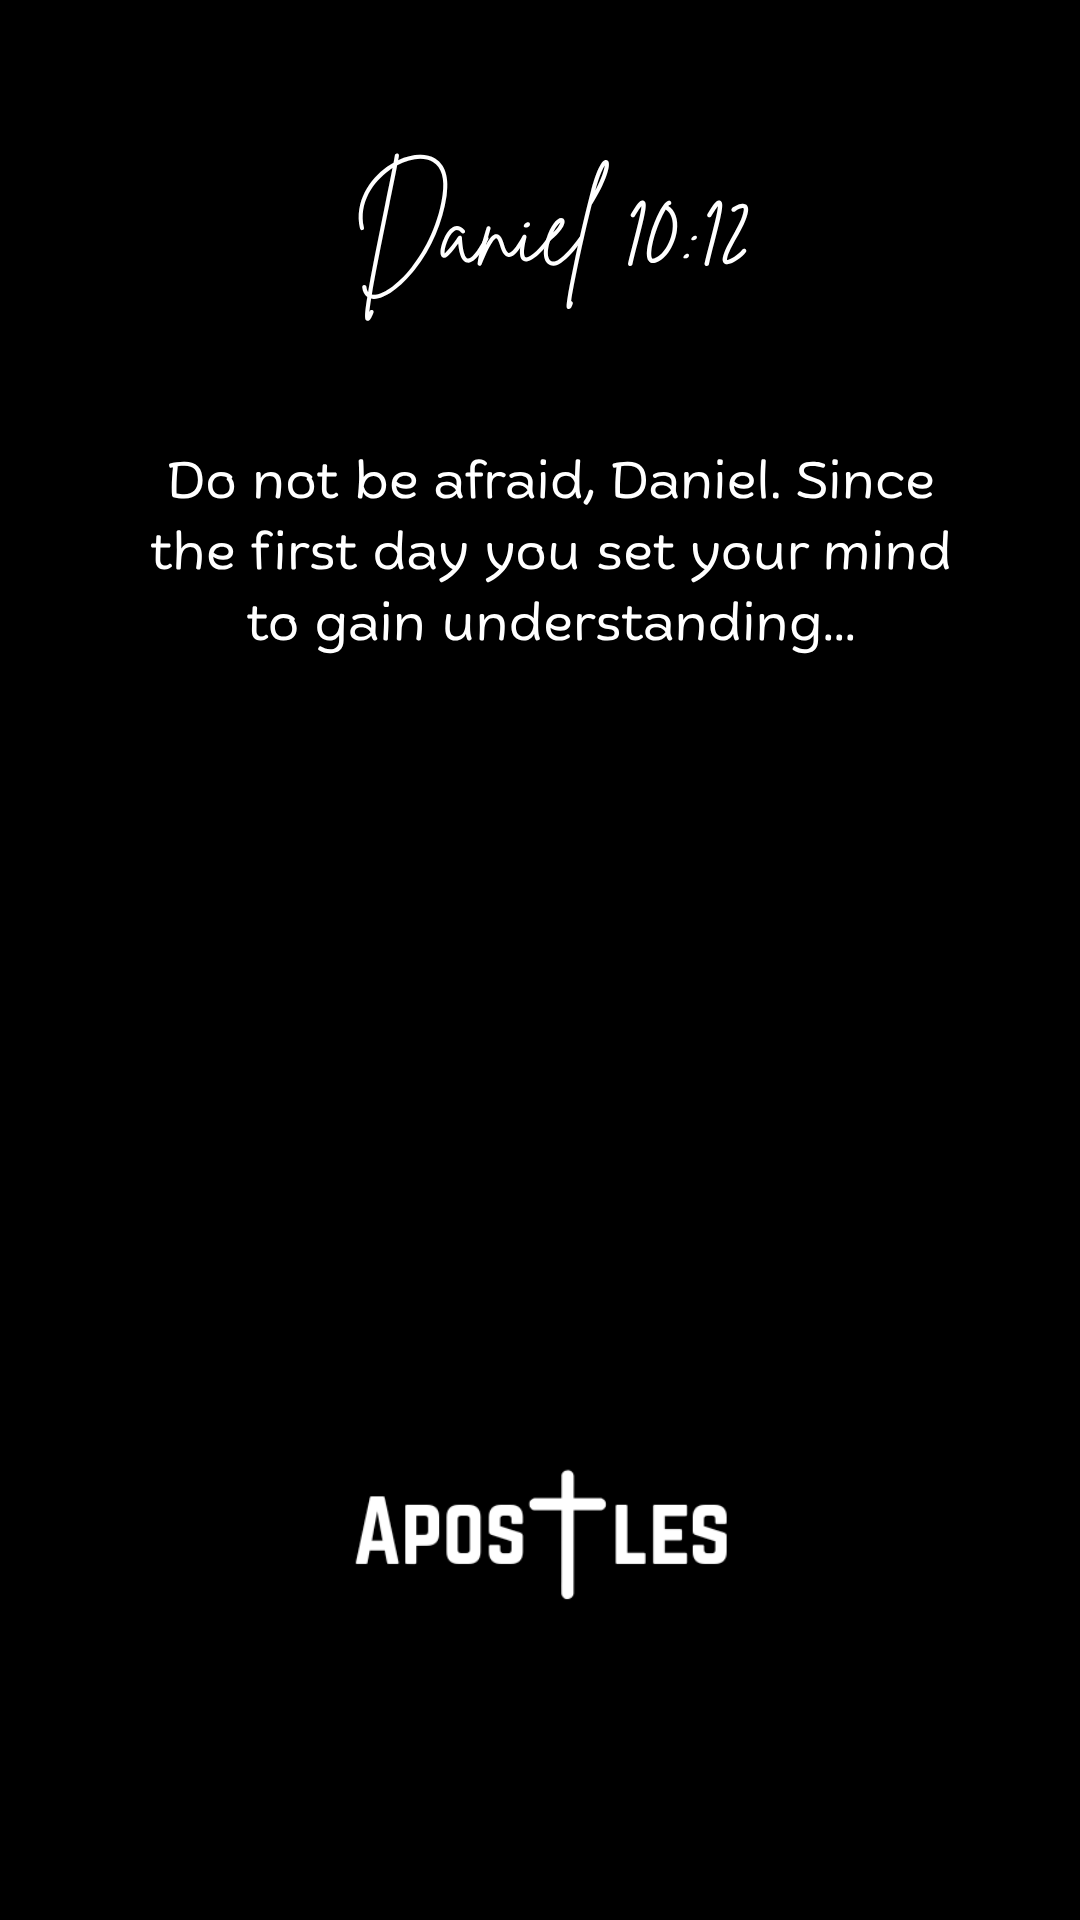 Daniel 10:12
Do not be afraid, Daniel. Since
the first day you set your mind
to gain understanding...
APOSTLES